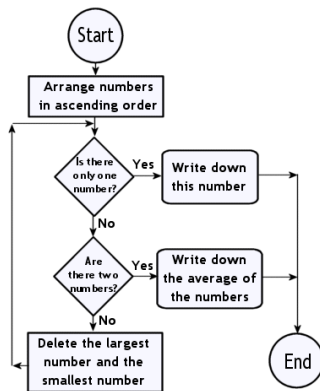 Start
Arrange numbers
in ascending order
Is there
only one
number?
Yes
Write down
this number
No
Are
there two
numbers?
Yes
Write down
the average of
the numbers
No
Delete the largest
number and the
smallest number
End